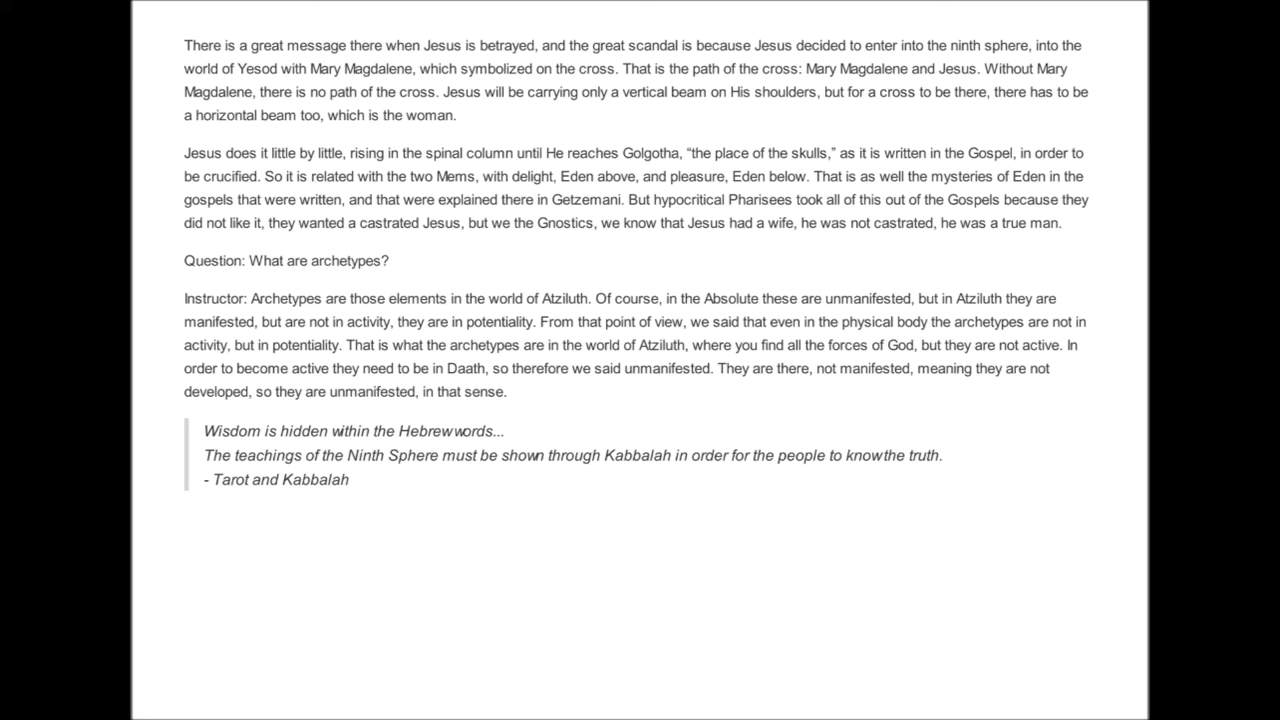 There is a great message there when Jesus is betrayed, and the great scandal is because Jesus decided to enter into the ninth sphere, into the
world of Yesod with Mary Magdalene, which symbolized on the cross. That is the path of the cross: Mary Magdalene and Jesus. Without Mary
Magdalene, there is no path of the cross. Jesus will be carrying only a vertical beam on His shoulders, but for a cross to be there, there has to be
a horizontal beam too, which is the woman.
Jesus does it little by little, rising in the spinal column until He reaches Golgotha, “the place of the skulls,” as it is written in the Gospel, in order to
be crucified. So it is related with the two Mems, with delight, Eden above, and pleasure, Eden below. That is as well the mysteries of Eden in the
gospels that were written, and that were explained there in Getzemani. But hypocritical Pharisees took all of this out of the Gospels because they
did not like it, they wanted a castrated Jesus, but we the Gnostics, we know that Jesus had a wife, he was not castrated, he was a true man.
Question: What are archetypes?
Instructor: Archetypes are those elements in the world of Atziluth. Of course, in the Absolute these are unmanifested, but in Atziluth they are
manifested, but are not in activity, they are in potentiality. From that point of view, we said that even in the physical body the archetypes are not in
activity, but in potentiality. That is what the archetypes are in the world of Atziluth, where you find all the forces of God, but they are not active. In
order to become active they need to be in Daath, so therefore we said unmanifested. They are there, not manifested, meaning they are not
developed, so they are unmanifested, in that sense.
Wisdom is hidden within the Hebrew words...
The teachings of the Ninth Sphere must be shown through Kabbalah in order for the people to know the truth.
- Tarot and Kabbalah